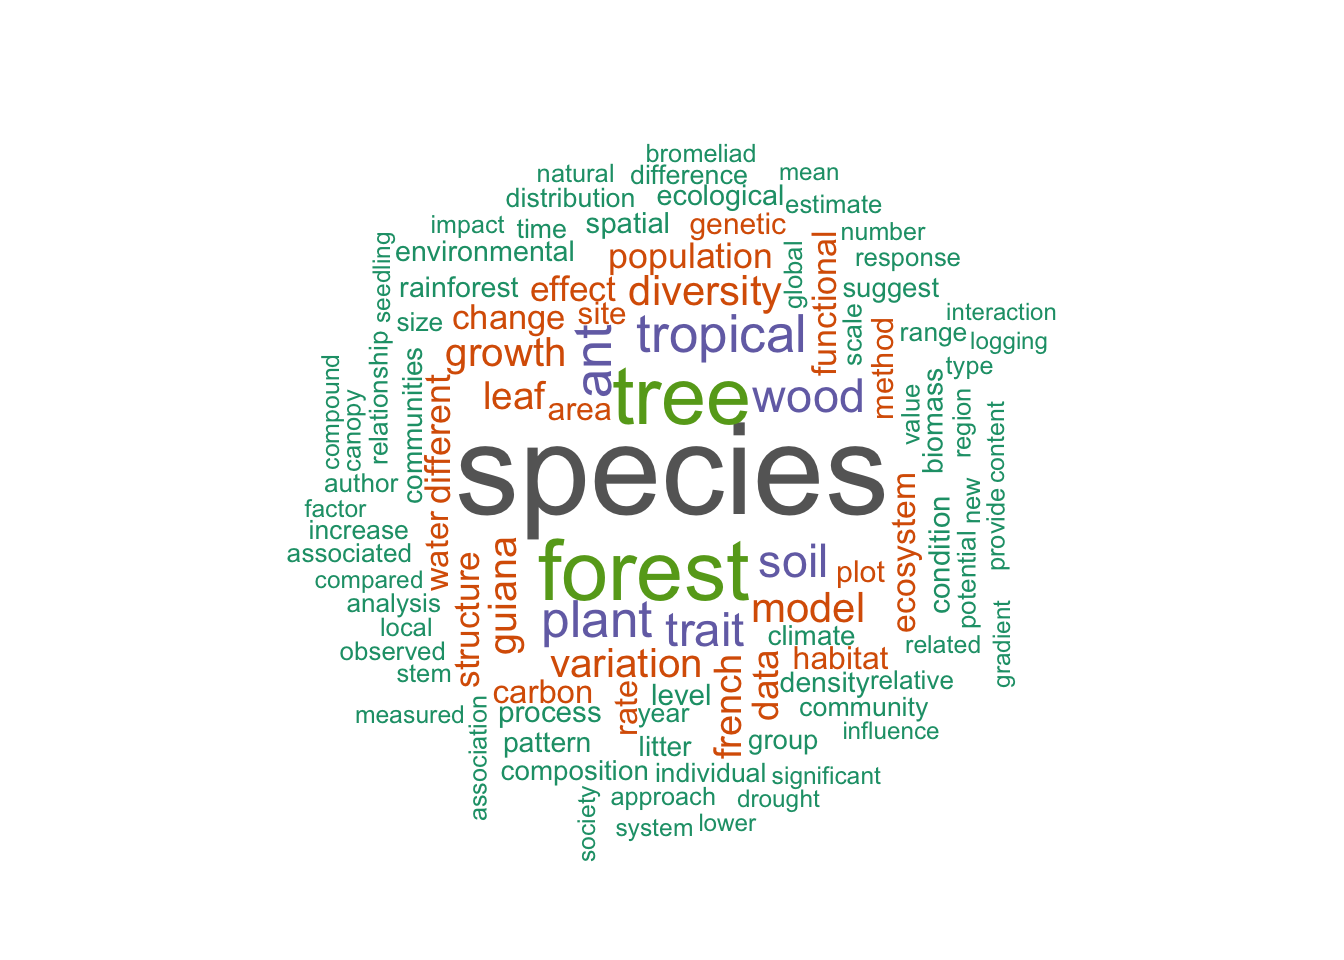 bromeliad
natural
difference
mean
distribution
ecological
estimate
impact
time
spatial
genetic
number
seedling
environmental
population
global
functional
response
rainforest
effect
diversity
suggest
size
change
site
ant
tropical
scale
method
range
interaction
logging
relationship
growth
type
compound
canopy
communities
different
leaf
area
tree
wood
value
biomass
region
content
author
species
factor
increase
water
ecosystem
condition
potential
new
provide
associated
compared
structure
guiana
forest
soil
plot
analysis
plant
trait
model
local
climate
related
gradient
observed
stem
variation
french
data
habitat
carbon
rate
level
density
relative
measured
association
process
year
community
pattern
litter
group
influence
composition
individual
significant
society
approach
drought
system
lower